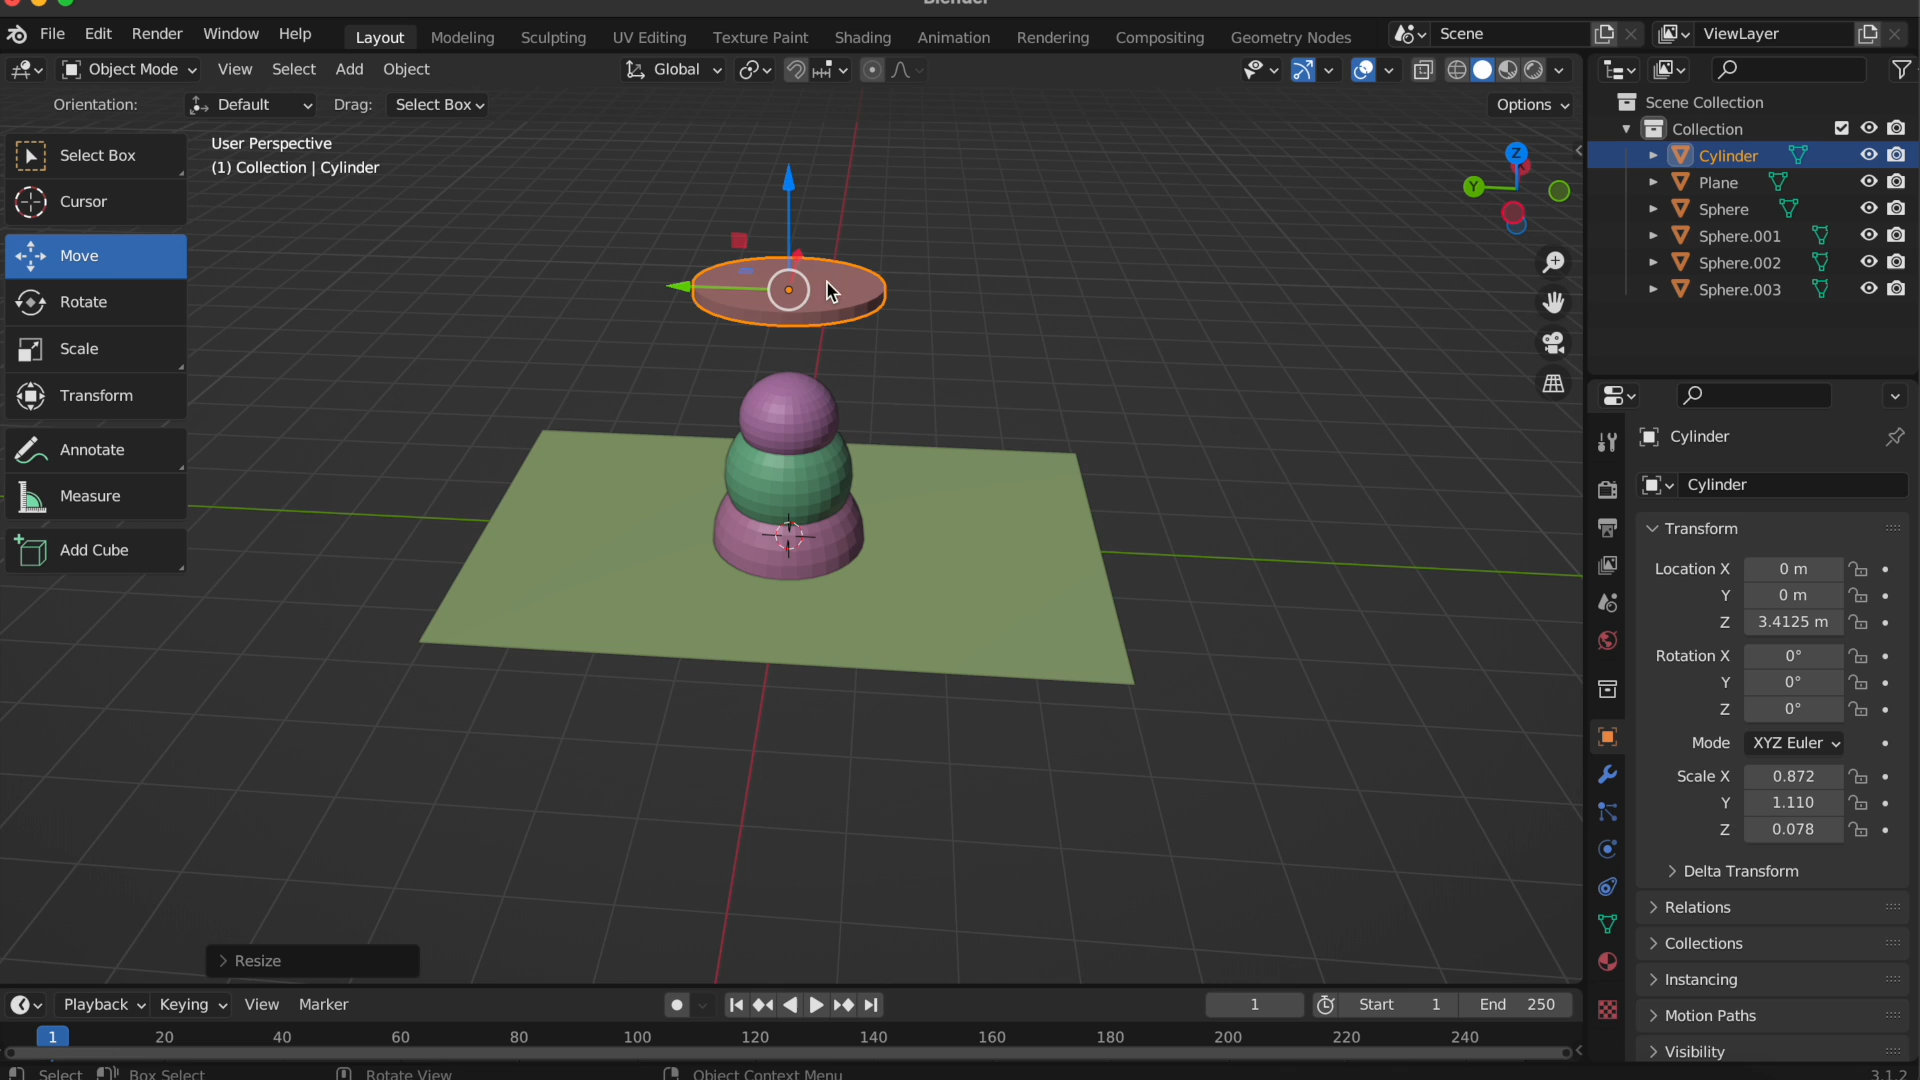 Blender
File Edit Render Window Help Layout Modeling Sculpting UV Editing Texture Paint Shading Animation Rendering Compositing Geometry Nodes Scene ViewLayer
Object Mode View Select Add Object Global
Orientation: Default Drag: Select Box Options
User Perspective
(1) Collection | Cylinder
Select Box
Cursor
Move
Rotate
Scale
Transform
Annotate
Measure
Add Cube
Z
Y
Resize
Scene Collection
Collection
Cylinder
Plane
Sphere
Sphere.001
Sphere.002
Sphere.003
Cylinder
Cylinder
Transform
Location X 0 m
Y 0 m
Z 3.4125 m
Rotation X 0°
Y 0°
Z 0°
Mode XYZ Euler
Scale X 0.872
Y 1.110
Z 0.078
Delta Transform
Relations
Collections
Instancing
Motion Paths
Visibility
Playback Keying View Marker 1 Start 1 End 250
1 20 40 60 80 100 120 140 160 180 200 220 240
Select Box Select Rotate View Object Context Menu 3.1.2